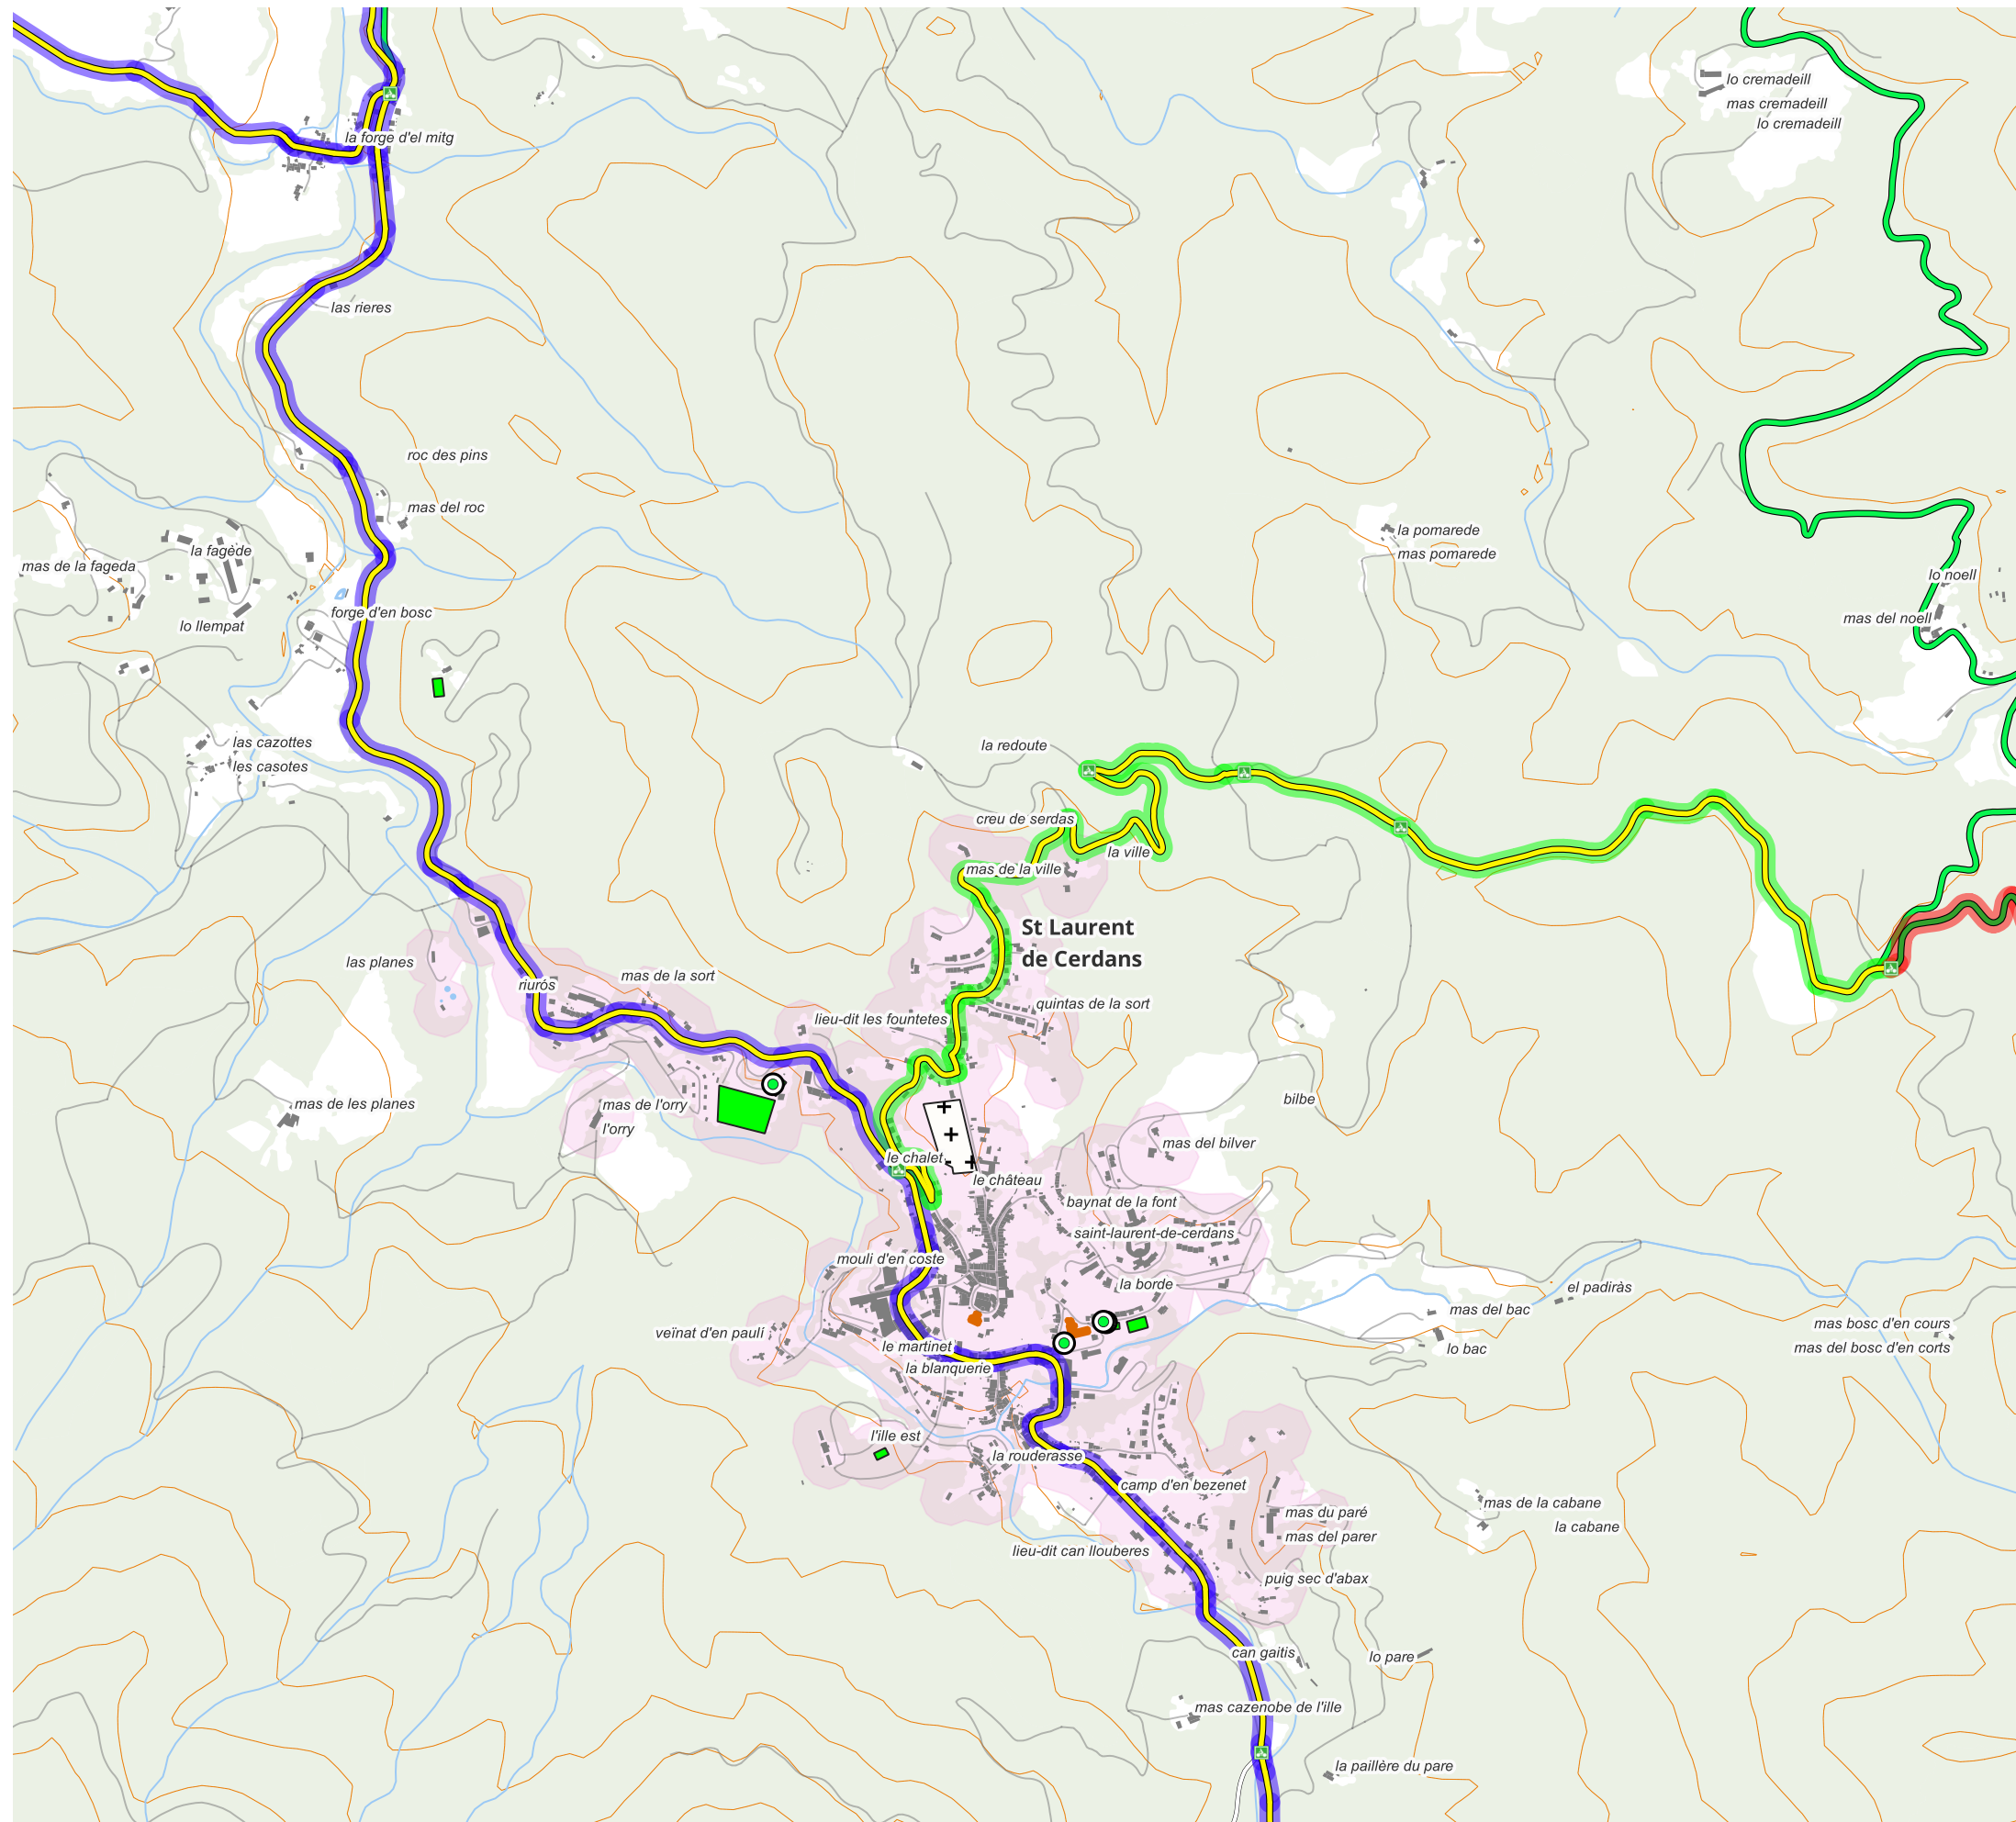 lo cremadeill
mas cremadeill
lo cremadeill
la forge d'el mitg
las rieres
roc des pins
mas del roc
la pomarede
mas pomarede
la fagède
mas de la fageda
lo noell
forge d'en bosc
mas del noell
lo llempat
las cazottes
les casotes
la redoute
creu de serdas
la ville
mas de la ville
St Laurent
de Cerdans
las planes
mas de la sort
riurós
quintas de la sort
lieu-dit les fountetes
mas de les planes
mas de l'orry
l'orry
bilbe
mas del bilver
le chalet
le château
baynat de la font
saint-laurent-de-cerdans
mouli d'en coste
la borde
el padiràs
mas del bac
lo bac
mas bosc d'en cours
mas del bosc d'en corts
veïnat d'en paulí
le martinet
la blanquerie
l'ille est
la rouderasse
camp d'en bezenet
mas de la cabane
la cabane
mas du paré
mas del parer
lieu-dit can llouberes
puig sec d'abax
can gaitis
lo pare
mas cazenobe de l'ille
la paillère du pare